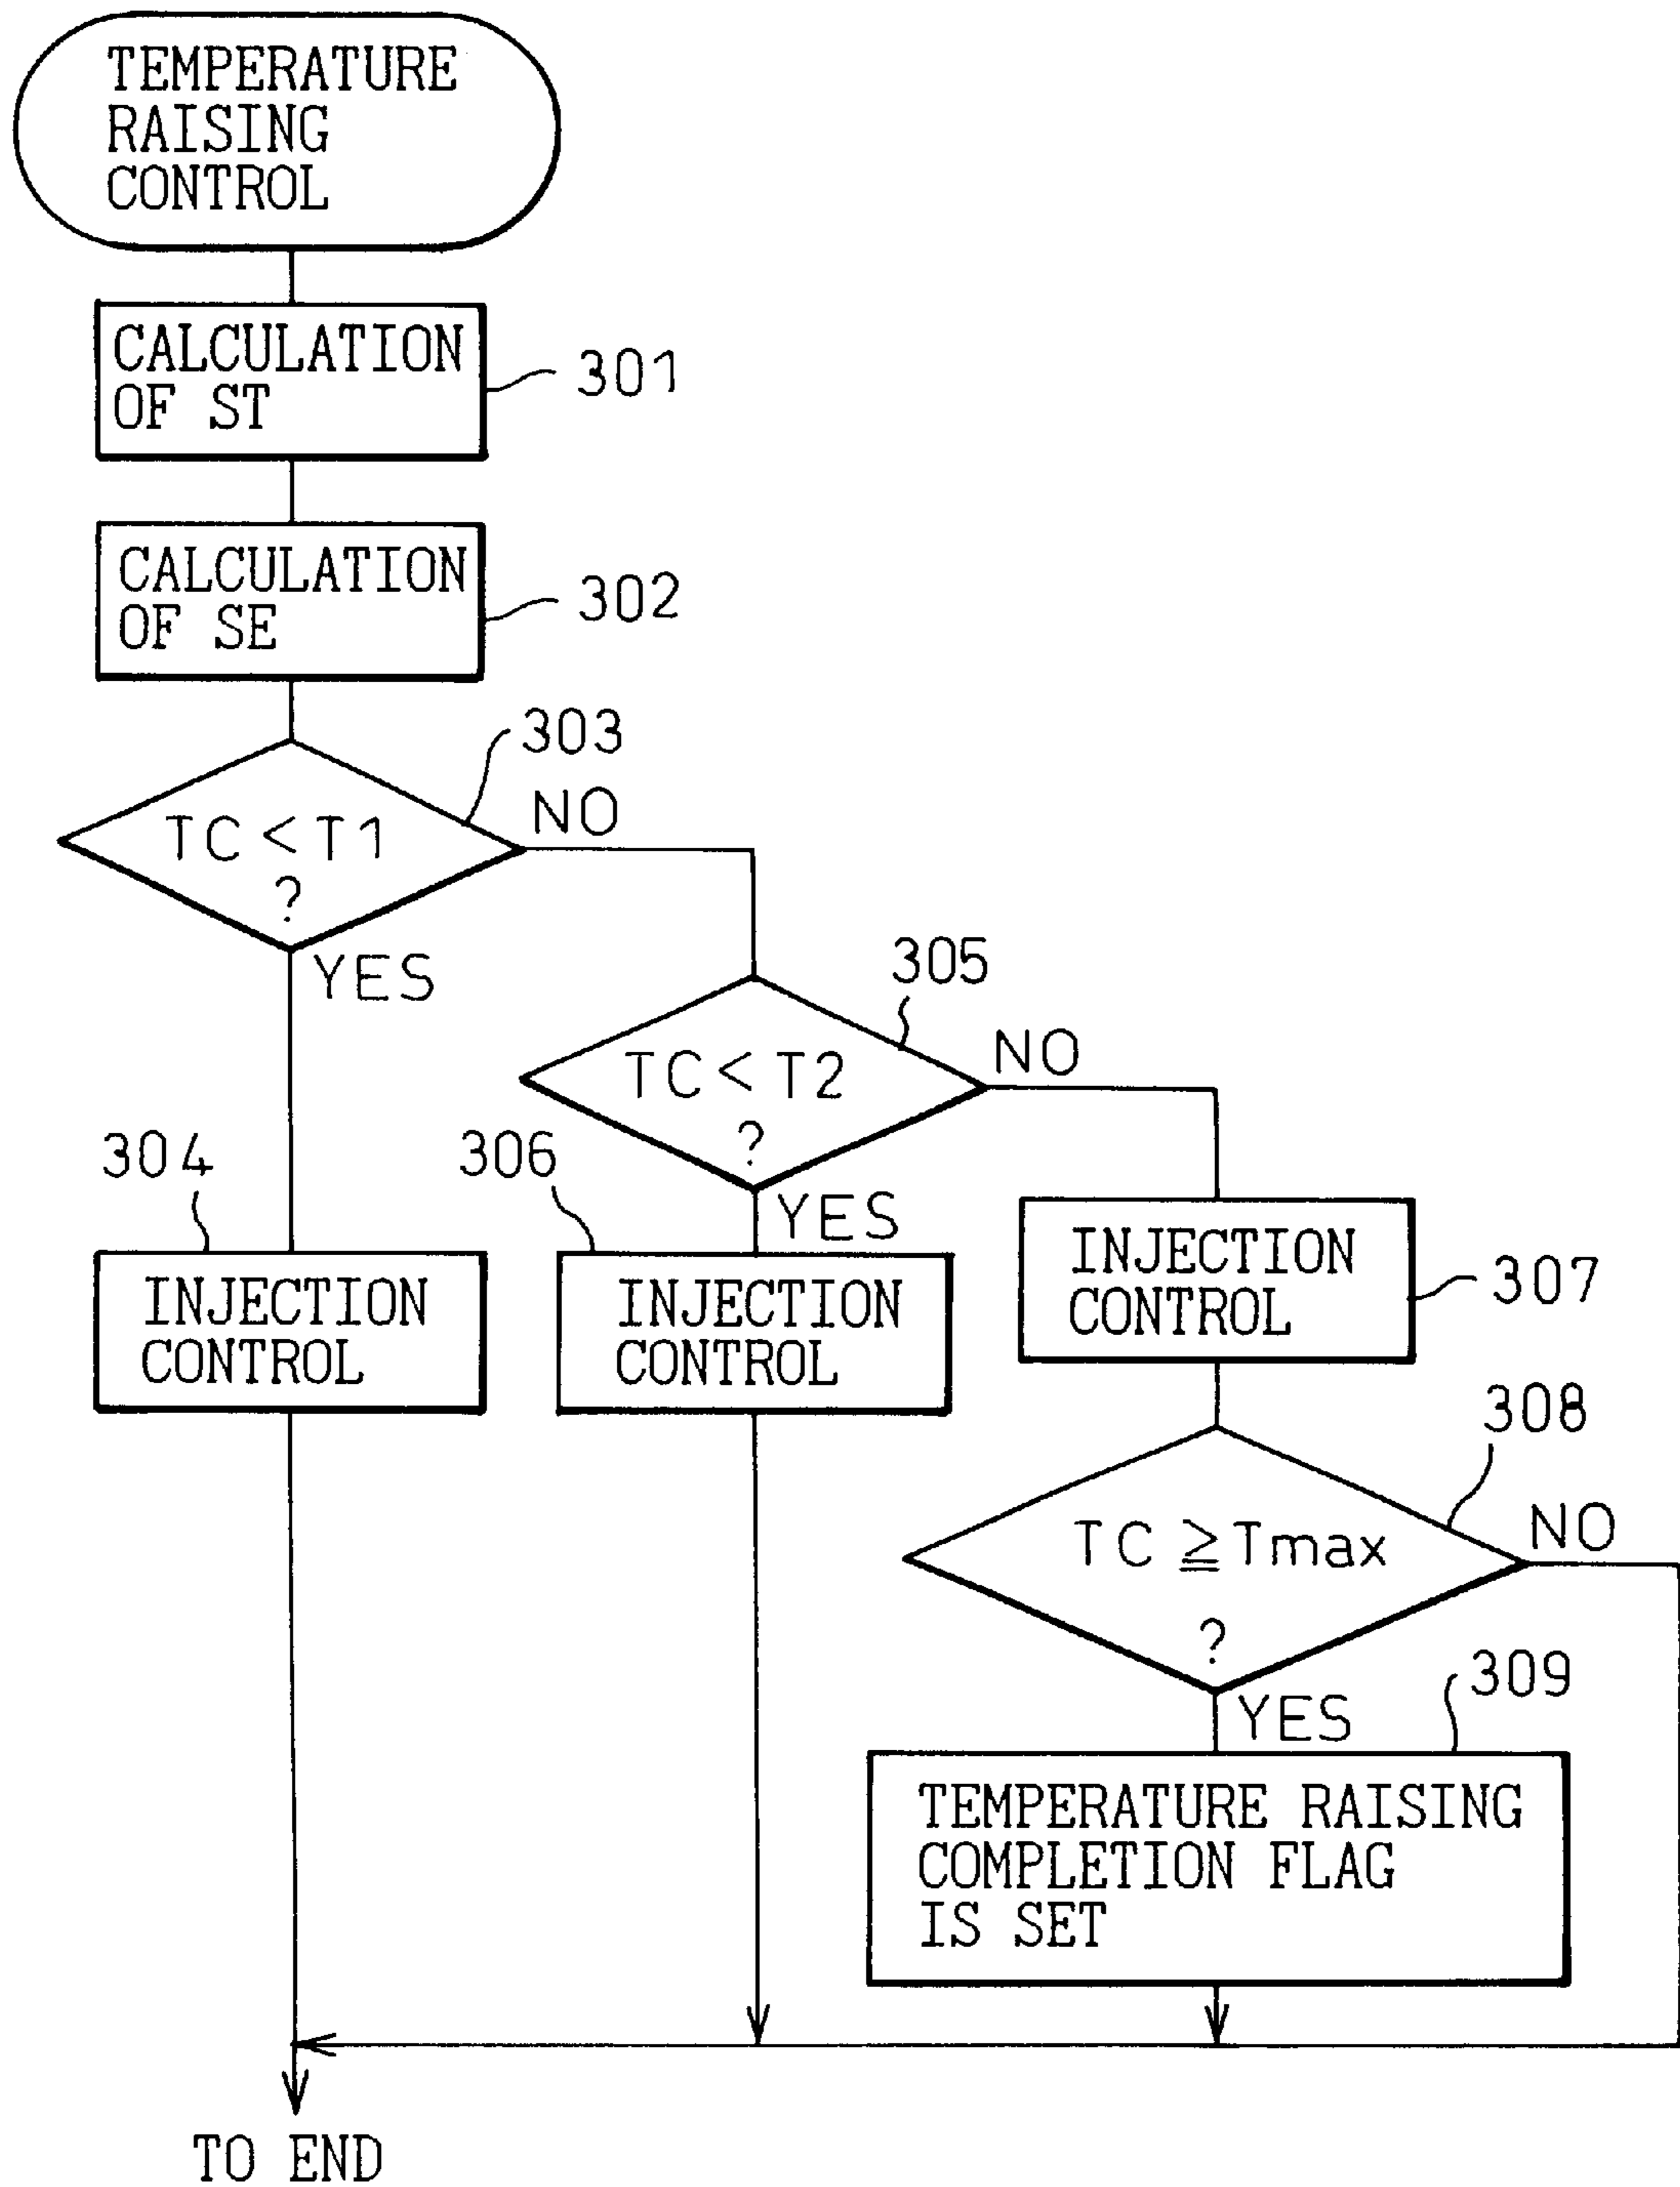 TEMPERATURE
RAISING
CONTROL
CALCULATION
OF ST
301
CALCULATION
OF SE
302
303
TC < T1
?
NO
YES
305
TC < T2
?
NO
YES
304
INJECTION
CONTROL
306
INJECTION
CONTROL
INJECTION
CONTROL
307
308
TC ≧ Tmax
?
NO
YES
309
TEMPERATURE RAISING
COMPLETION FLAG
IS SET
TO END